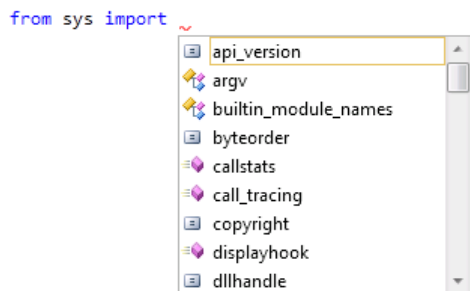 from sys import
api_version
argv
builtin_module_names
byteorder
callstats
call_tracing
copyright
displayhook
dllhandle